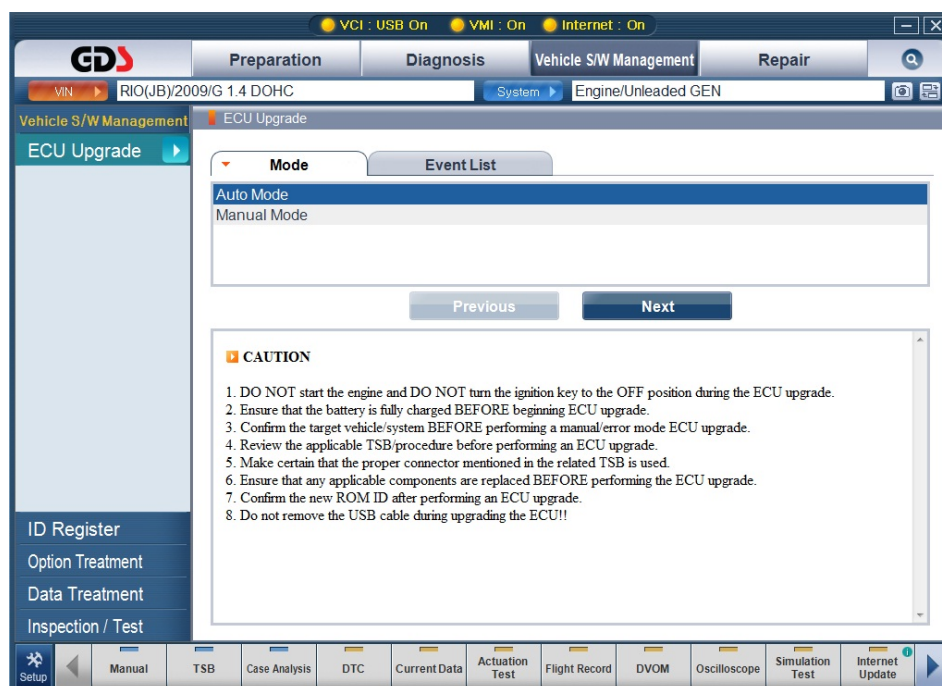 VCI : USB On VMI : On Internet : On
GDS
Preparation
Diagnosis
Vehicle S/W Management
Repair
VIN
RIO(JB)/2009/G 1.4 DOHC
System
Engine/Unleaded GEN
Vehicle S/W Management
ECU Upgrade
ECU Upgrade
Mode
Event List
Auto Mode
Manual Mode
Previous
Next
CAUTION
1. DO NOT start the engine and DO NOT turn the ignition key to the OFF position during the ECU upgrade.
2. Ensure that the battery is fully charged BEFORE beginning ECU upgrade.
3. Confirm the target vehicle/system BEFORE performing a manual/error mode ECU upgrade.
4. Review the applicable TSB/procedure before performing an ECU upgrade.
5. Make certain that the proper connector mentioned in the related TSB is used.
6. Ensure that any applicable components are replaced BEFORE performing the ECU upgrade.
7. Confirm the new ROM ID after performing an ECU upgrade.
8. Do not remove the USB cable during upgrading the ECU!!
ID Register
Option Treatment
Data Treatment
Inspection / Test
Setup
Manual
TSB
Case Analysis
DTC
Current Data
Actuation
Test
Flight Record
DVOM
Oscilloscope
Simulation
Test
Internet
Update